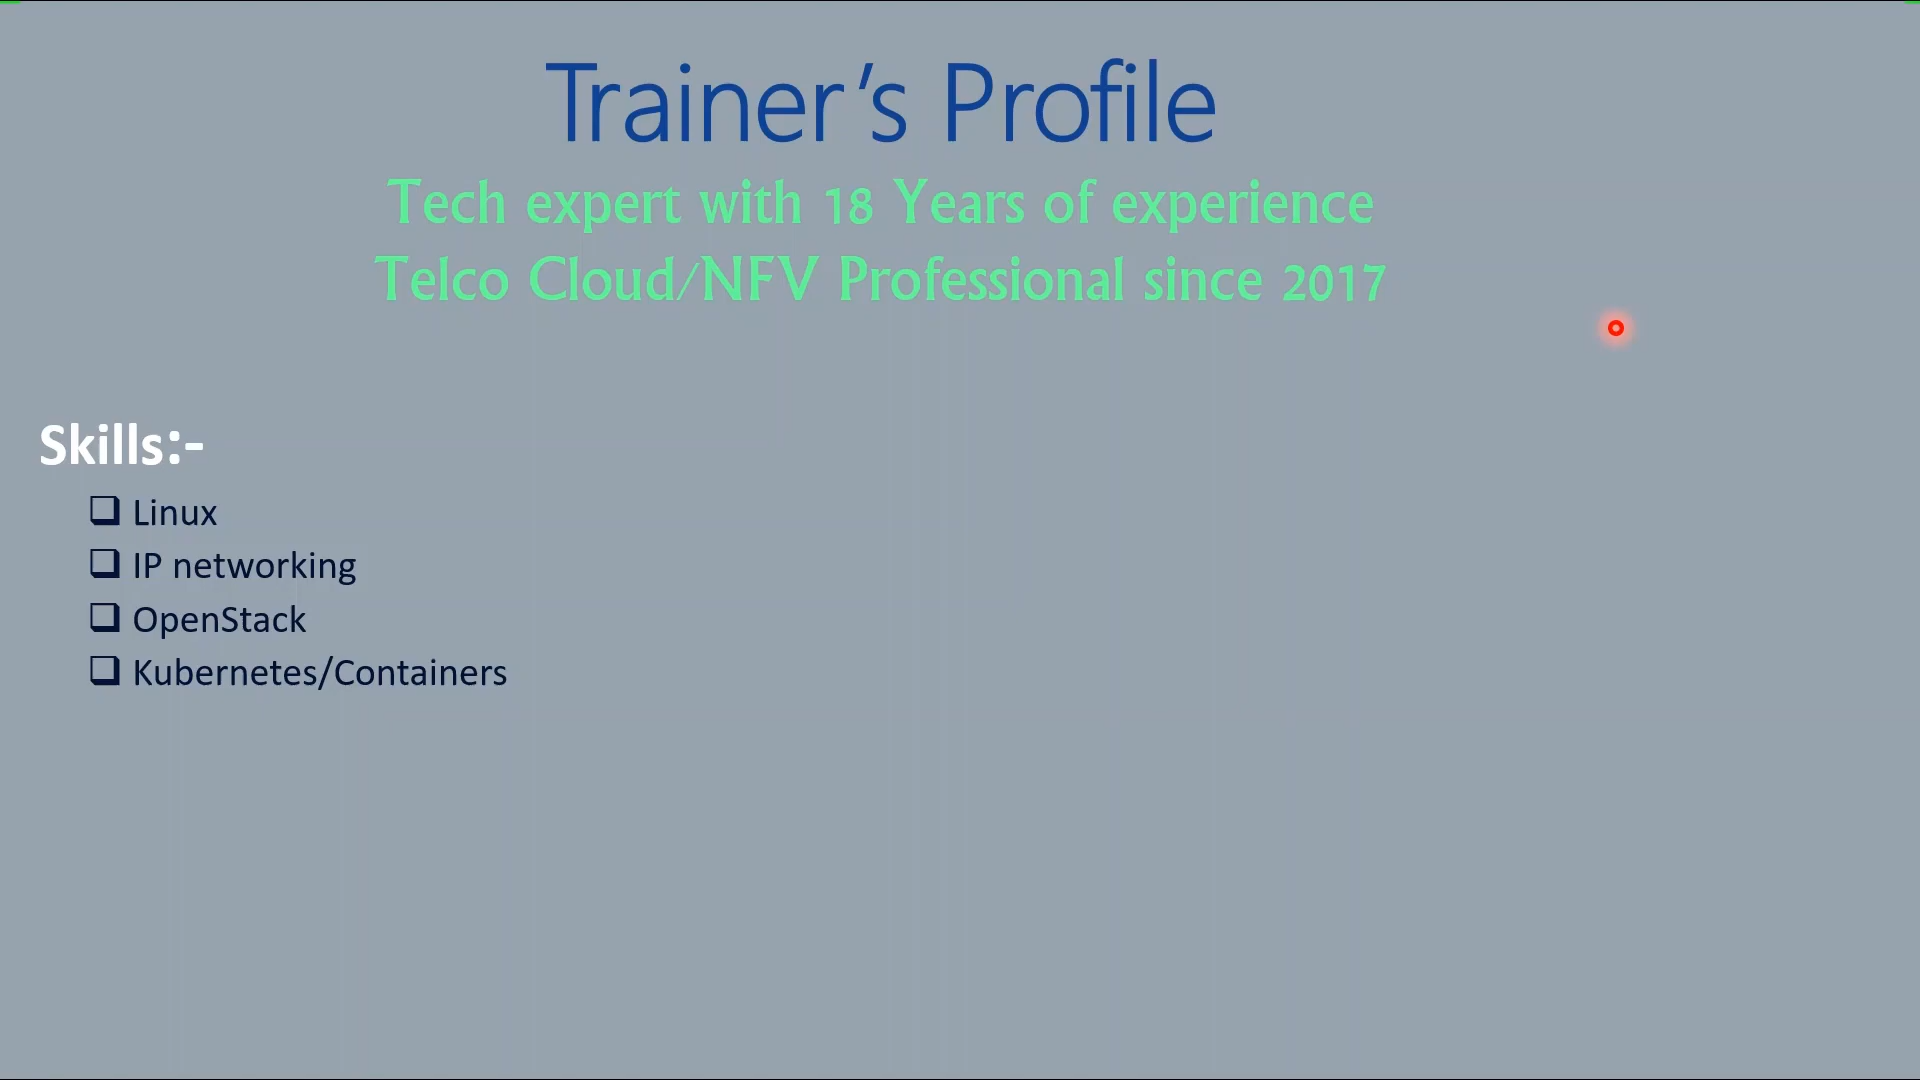 Trainer's Profile
Tech expert with 18 Years of experience
Telco Cloud/NFV Professional since 2017
Skills:-
❑ Linux
❑ IP networking
❑ OpenStack
❑ Kubernetes/Containers